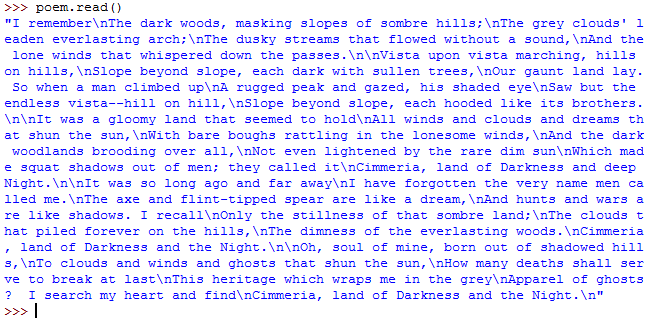 >>> poem.read()
"I remember\nThe dark woods, masking slopes of sombre hills;\nThe grey clouds' l
eaden everlasting arch;\nThe dusky streams that flowed without a sound,\nAnd the
 lone winds that whispered down the passes.\n\nVista upon vista marching, hills
on hills,\nSlope beyond slope, each dark with sullen trees,\nOur gaunt land lay.
 So when a man climbed up\nA rugged peak and gazed, his shaded eye\nSaw but the
endless vista--hill on hill,\nSlope beyond slope, each hooded like its brothers.
\n\nIt was a gloomy land that seemed to hold\nAll winds and clouds and dreams th
at shun the sun,\nWith bare boughs rattling in the lonesome winds,\nAnd the dark
 woodlands brooding over all,\nNot even lightened by the rare dim sun\nWhich mad
e squat shadows out of men; they called it\nCimmeria, land of Darkness and deep
Night.\n\nIt was so long ago and far away\nI have forgotten the very name men ca
lled me.\nThe axe and flint-tipped spear are like a dream,\nAnd hunts and wars a
re like shadows. I recall\nOnly the stillness of that sombre land;\nThe clouds t
hat piled forever on the hills,\nThe dimness of the everlasting woods.\nCimmeria
, land of Darkness and the Night.\n\nOh, soul of mine, born out of shadowed hill
s,\nTo clouds and winds and ghosts that shun the sun,\nHow many deaths shall ser
ve to break at last\nThis heritage which wraps me in the grey\nApparel of ghosts
?  I search my heart and find\nCimmeria, land of Darkness and the Night.\n"
>>>